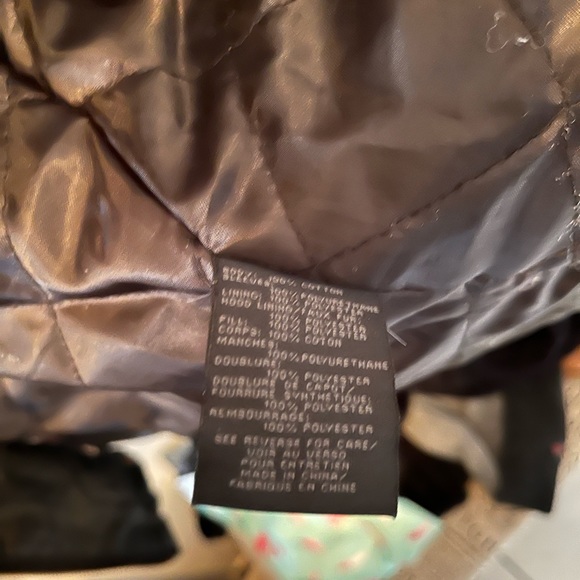 BODY: 100% COTTON
SLEEVES:
100% POLYURETHANE
LINING: 100% POLYESTER
HOOD LINING/FAUX FUR:
100% POLYESTER
FILL: 100% POLYESTER
CORPS: 100% COTON
MANCHES:
100% POLYURETHANE
DOUBLURE:
100% POLYESTER
DOUBLURE DE CAPOT/
FOURRURE SYNTHETIQUE:
100% POLYESTER
REMBOURRAGE:
100% POLYESTER
SEE REVERSE FOR CARE/
VOIR AU VERSO
POUR ENTRETIEN
MADE IN CHINA/
FABRIQUE EN CHINE